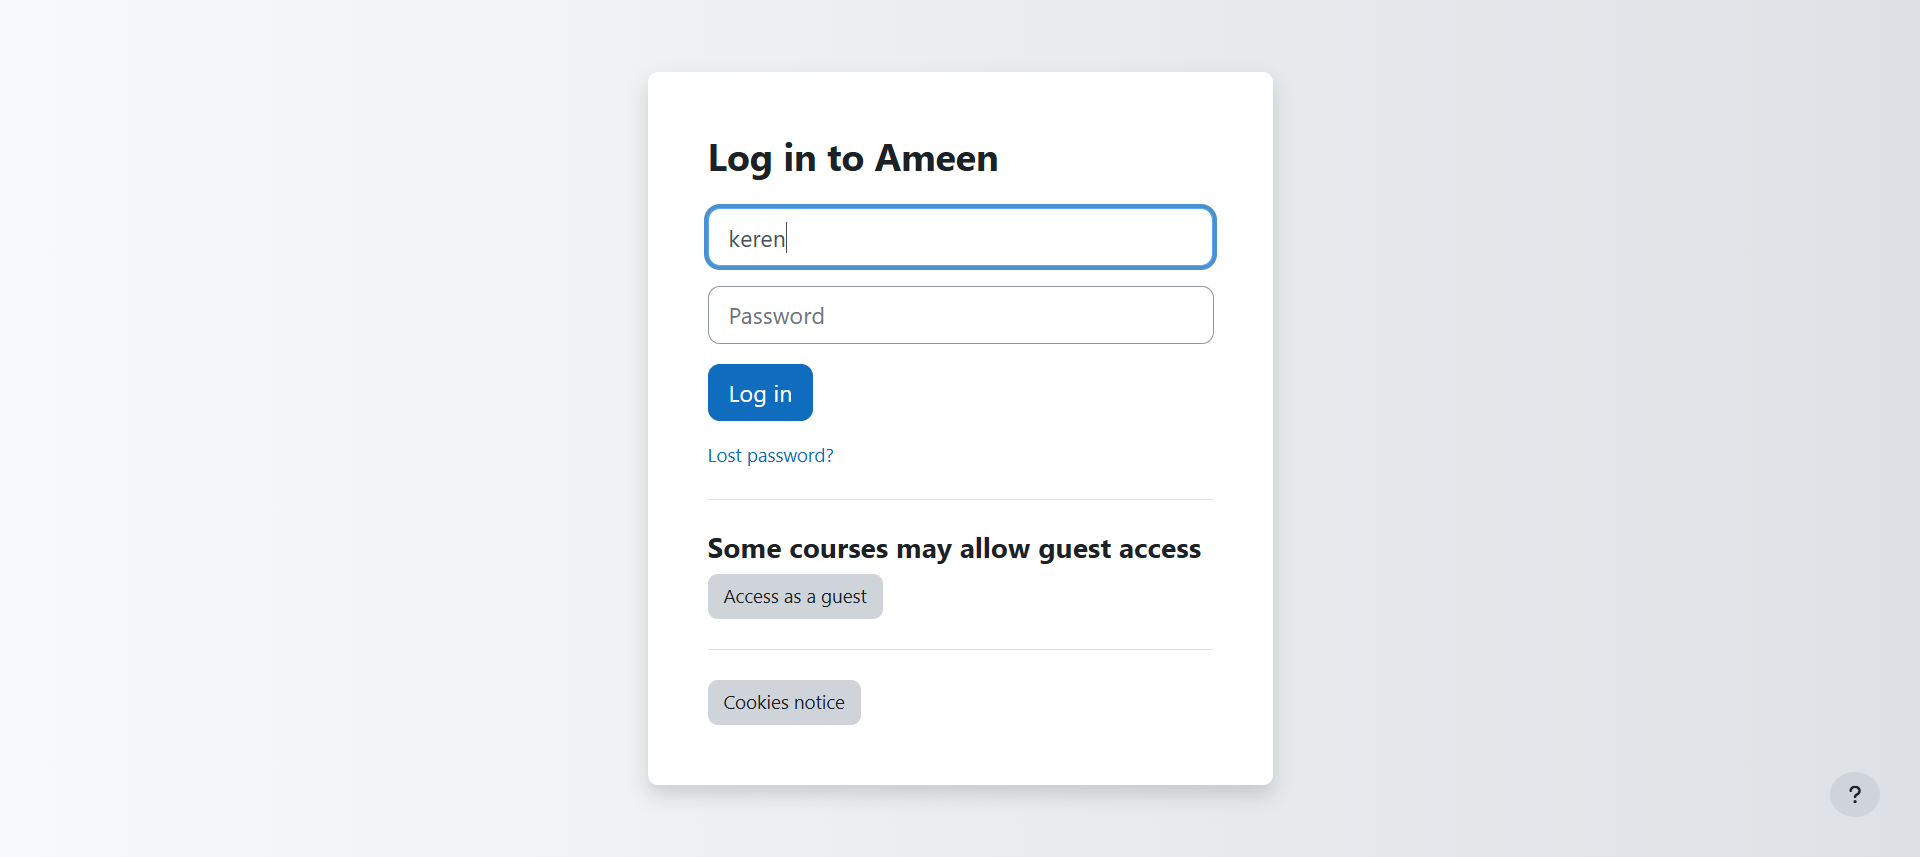 Log in to Ameen
keren
Password
Log in
Lost password?
Some courses may allow guest access
Access as a guest
Cookies notice
?